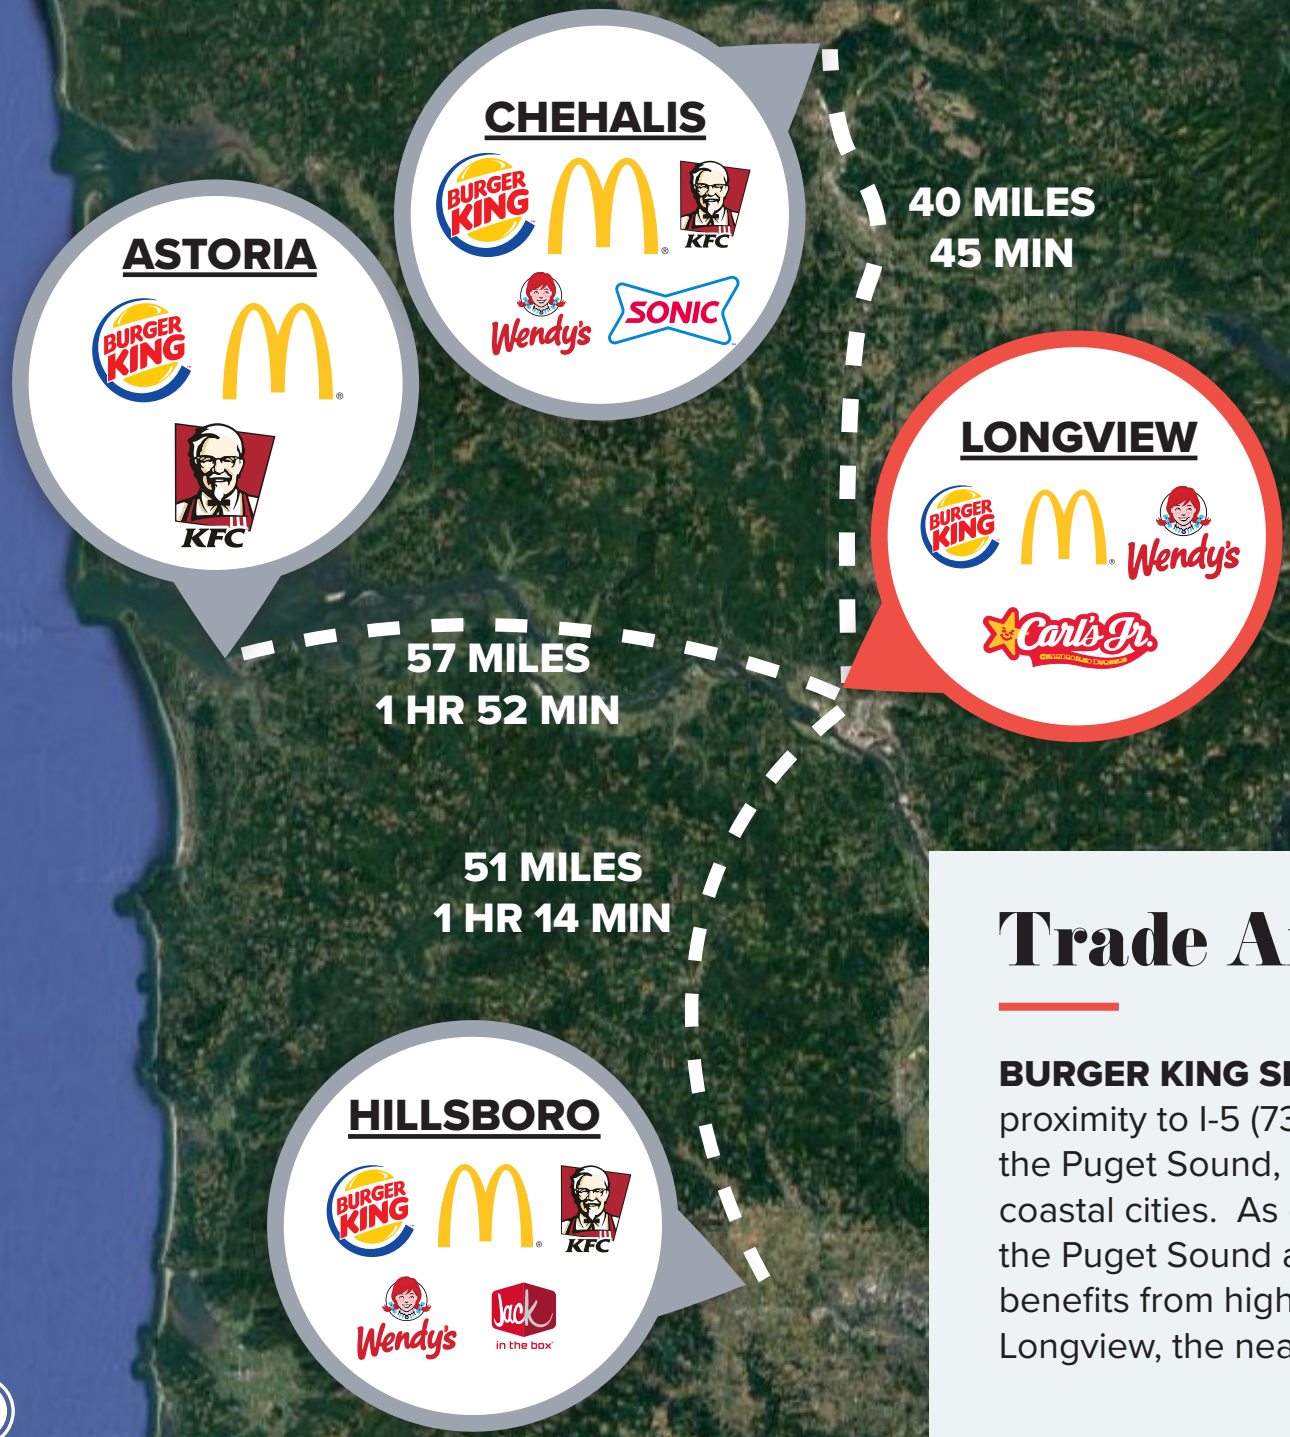 CHEHALIS
BURGER KING
M
KFC
Wendy's
SONIC
40 MILES
45 MIN
ASTORIA
BURGER KING
M
KFC
LONGVIEW
BURGER KING
M
Wendy's
Carl's Jr.
CHARBROILED BURGERS
57 MILES
1 HR 52 MIN
51 MILES
1 HR 14 MIN
HILLSBORO
BURGER KING
M
KFC
Wendy's
Jack
in the box
Trade
BURGER KING
proximity to I-5 (73
the Puget Sound,
coastal cities. As
the Puget Sound
benefits from high
Longview, the nea